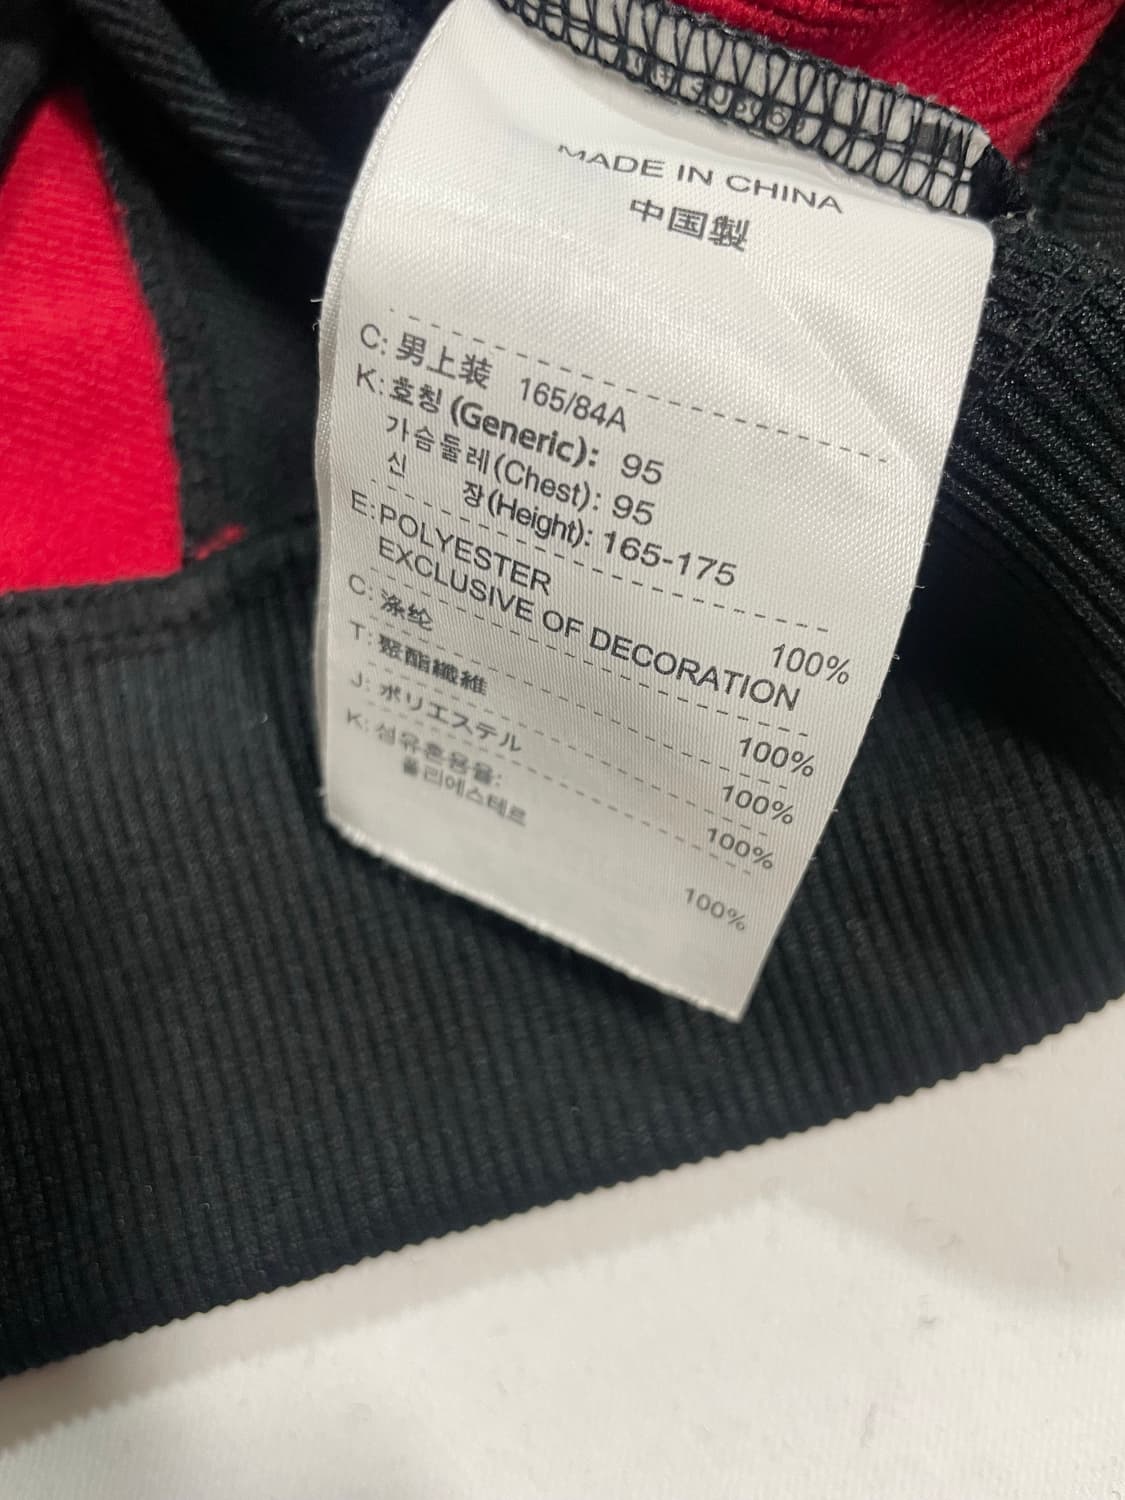 MADE IN CHINA
中国製
C: 男上装 165/84A
K: 호칭 (Generic): 95
가슴둘레(Chest): 95
신 장(Height): 165-175
E: POLYESTER 100%
EXCLUSIVE OF DECORATION
C: 涤纶 100%
T: 聚酯纖維 100%
J: ポリエステル 100%
K: 섬유혼용율:
폴리에스테르 100%